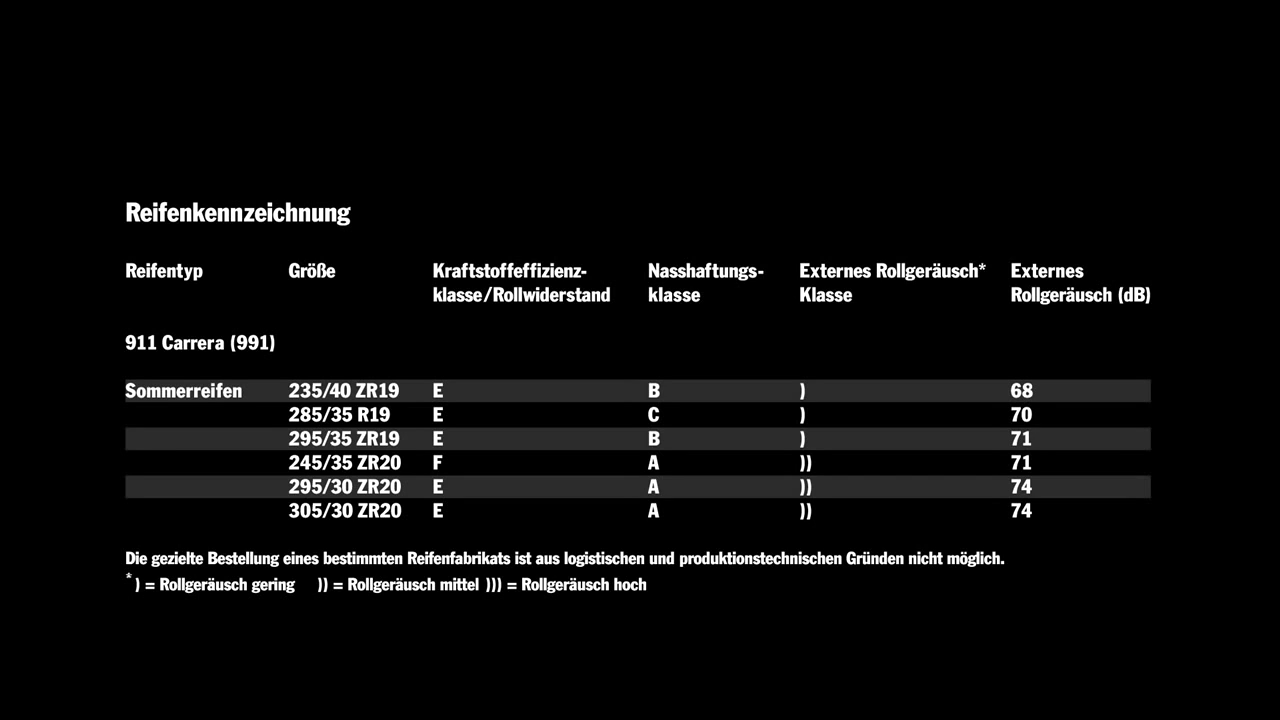 Reifenkennzeichnung
Reifentyp Größe Kraftstoffeffizienz- Nasshaftungs- Externes Rollgeräusch* Externes
klasse/Rollwiderstand klasse Klasse Rollgeräusch (dB)
911 Carrera (991)
Sommerreifen 235/40 ZR19 E B ) 68
285/35 R19 E C ) 70
295/35 ZR19 E B ) 71
245/35 ZR20 F A )) 71
295/30 ZR20 E A )) 74
305/30 ZR20 E A )) 74
Die gezielte Bestellung eines bestimmten Reifenfabrikats ist aus logistischen und produktionstechnischen Gründen nicht möglich.
* ) = Rollgeräusch gering )) = Rollgeräusch mittel ))) = Rollgeräusch hoch